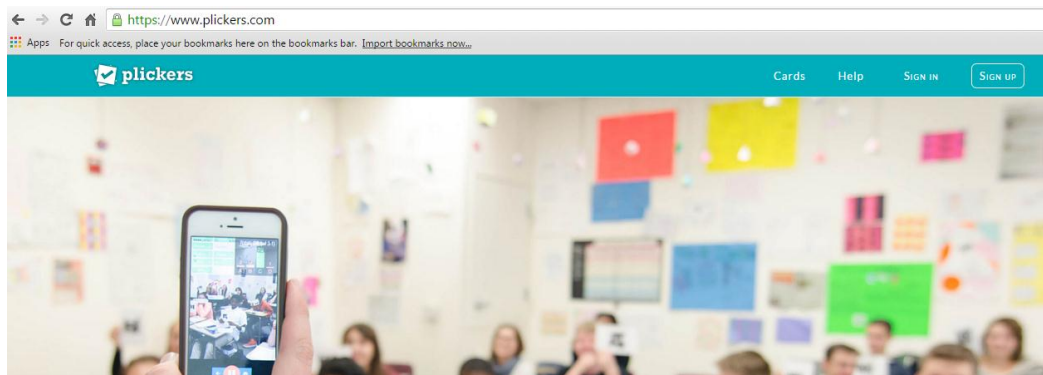 https://www.plickers.com
Apps For quick access, place your bookmarks here on the bookmarks bar. Import bookmarks now...
plickers Cards Help SIGN IN SIGN UP